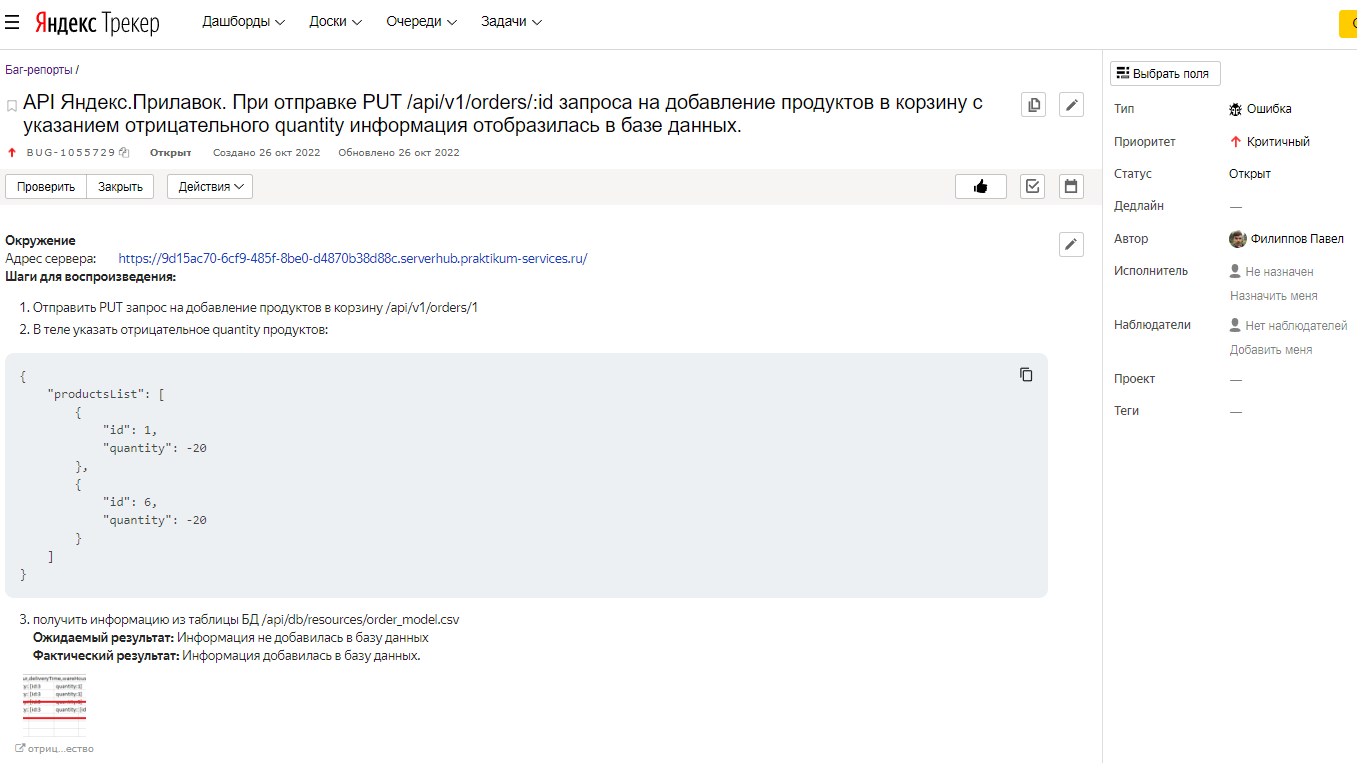 Яндекс Трекер Дашборды Доски Очереди Задачи
Баг-репорты /
API Яндекс.Прилавок. При отправке PUT /api/v1/orders/:id запроса на добавление продуктов в корзину с
указанием отрицательного quantity информация отобразилась в базе данных.
BUG-1055729 Открыт Создано 26 окт 2022 Обновлено 26 окт 2022
Проверить Закрыть Действия
Окружение
Адрес сервера: https://9d15ac70-6cf9-485f-8be0-d4870b38d88c.serverhub.praktikum-services.ru/
Шаги для воспроизведения:
1. Отправить PUT запрос на добавление продуктов в корзину /api/v1/orders/1
2. В теле указать отрицательное quantity продуктов:
{
"productsList": [
{
"id": 1,
"quantity": -20
},
{
"id": 6,
"quantity": -20
}
]
}
3. получить информацию из таблицы БД /api/db/resources/order_model.csv
Ожидаемый результат: Информация не добавилась в базу данных
Фактический результат: Информация добавилась в базу данных.
отриц...ество
Выбрать поля
Тип Ошибка
Приоритет Критичный
Статус Открыт
Дедлайн —
Автор Филиппов Павел
Исполнитель Не назначен
Назначить меня
Наблюдатели Нет наблюдателей
Добавить меня
Проект —
Теги —